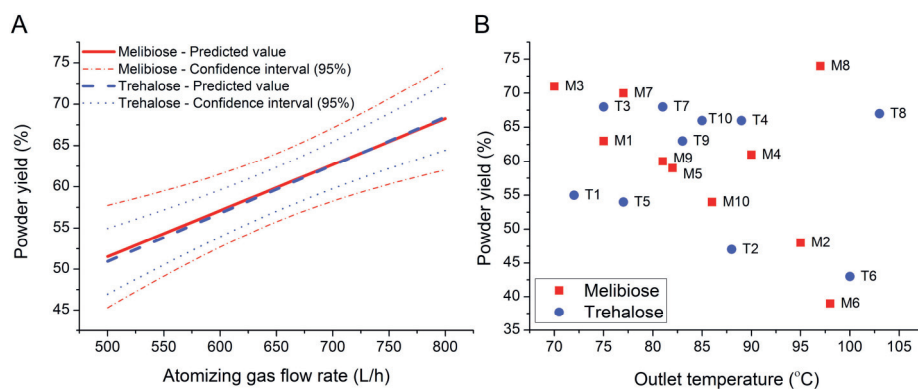 A
Powder yield (%)
75
70
65
60
55
50
45
Melibiose - Predicted value
Melibiose - Confidence interval (95%)
Trehalose - Predicted value
Trehalose - Confidence interval (95%)
500 550 600 650 700 750 800
Atomizing gas flow rate (L/h)
B
Powder yield (%)
75
70
65
60
55
50
45
40
35
M8
M3
M7
T3
T7
T8
T10
T4
M1
T9
M4
M9
M5
T1
T5
M10
M2
T2
T6
M6
Melibiose
Trehalose
70 75 80 85 90 95 100 105
Outlet temperature (°C)